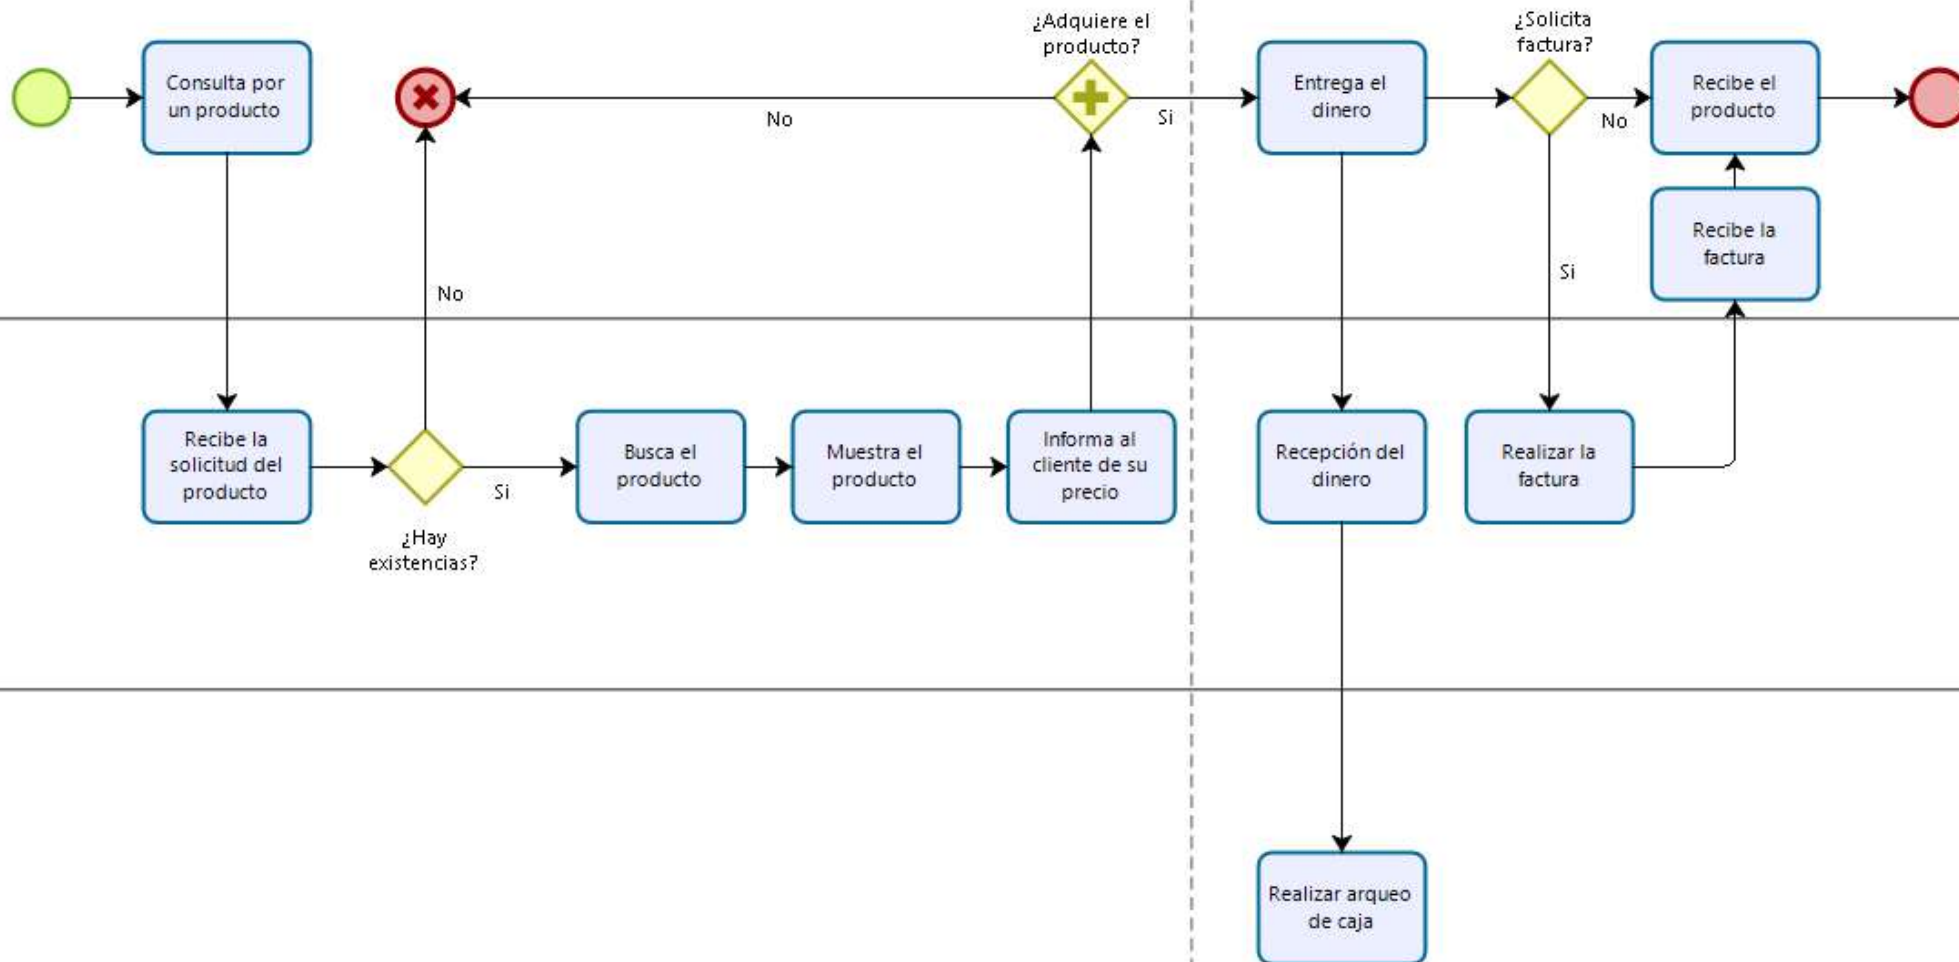 ¿Adquiere el
producto?
¿Solicita
factura?
Consulta por
un producto
No
Si
Entrega el
dinero
No
Recibe el
producto
Recibe la
factura
Si
No
Recibe la
solicitud del
producto
Si
¿Hay
existencias?
Busca el
producto
Muestra el
producto
Informa al
cliente de su
precio
Recepción del
dinero
Realizar la
factura
Realizar arqueo
de caja